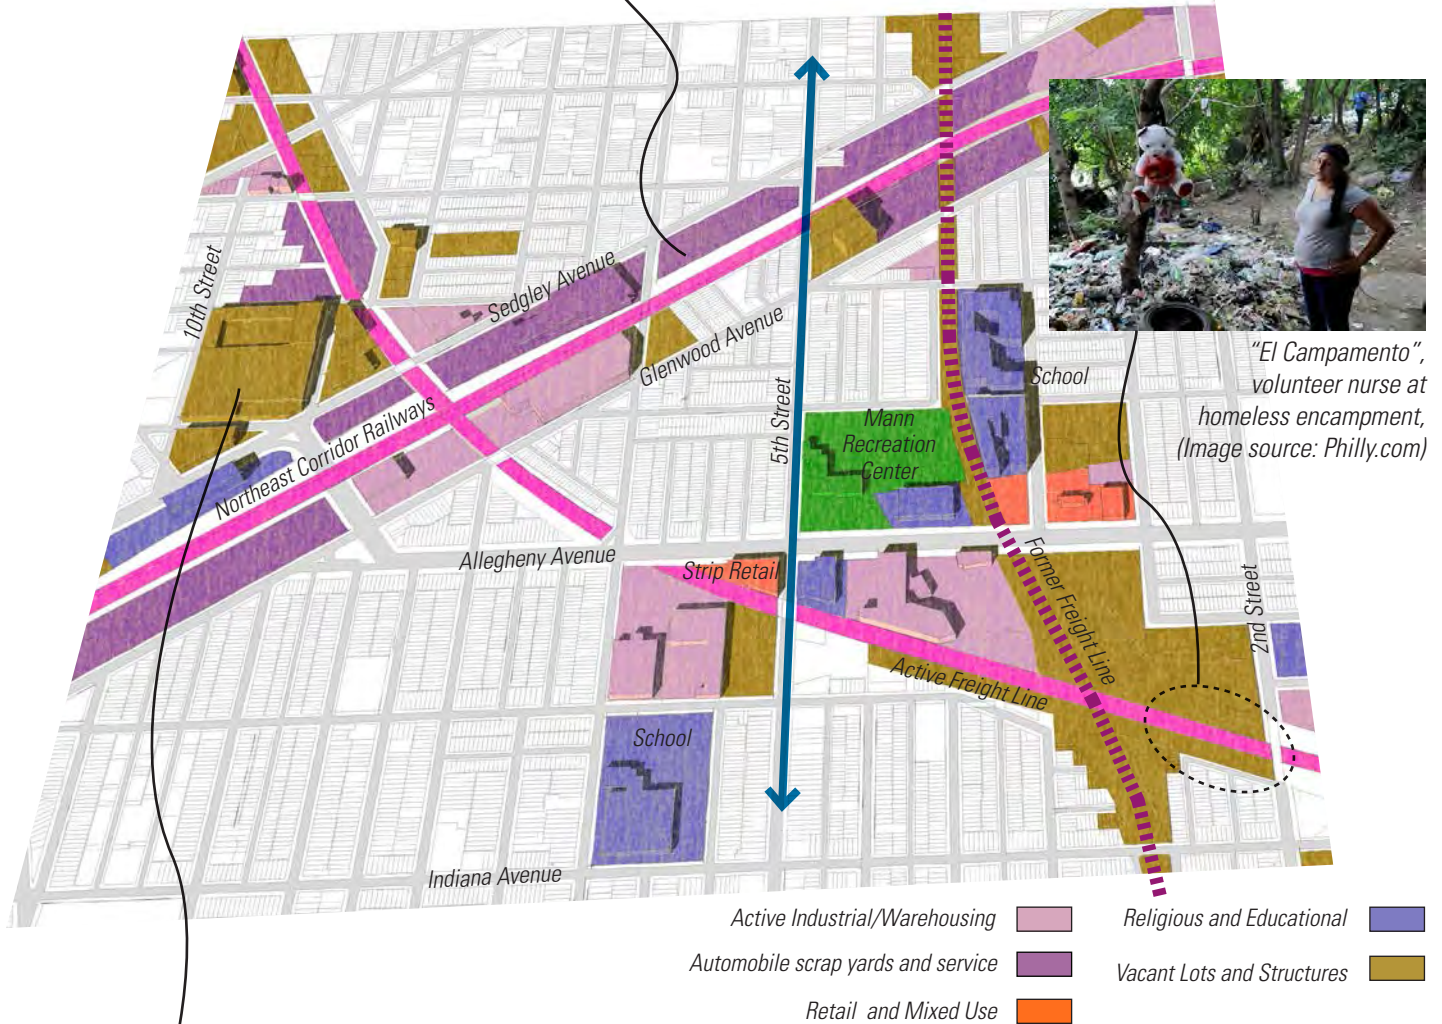 10th Street
Sedgley Avenue
Glenwood Avenue
Northeast Corridor Railways
5th Street
"El Campamento",
volunteer nurse at
homeless encampment,
(Image source: Philly.com)
School
Mann
Recreation
Center
Allegheny Avenue
Strip Retail
Former Freight Line
2nd Street
Active Freight Line
School
Indiana Avenue
Active Industrial/Warehousing
Automobile scrap yards and service
Retail and Mixed Use
Religious and Educational
Vacant Lots and Structures